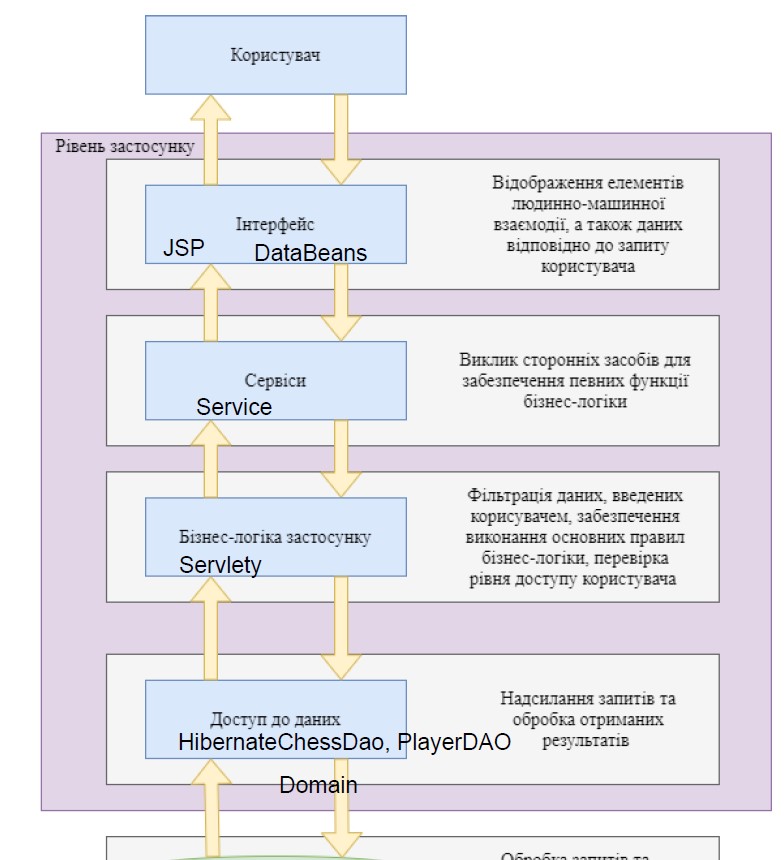 Користувач
Рівень застосунку
Інтерфейс
JSP
DataBeans
Відображення елементів
людинно-машинної
взаємодії, а також даних
відповідно до запиту
користувача
Сервіси
Service
Виклик сторонніх засобів для
забезпечення певних функції
бізнес-логіки
Бізнес-логіка застосунку
Servlety
Фільтрація даних, введених
корисувачем, забезпечення
виконання основних правил
бізнес-логіки, перевірка
рівня доступу користувача
Доступ до даних
HibernateChessDao, PlayerDAO
Domain
Надсилання запитів та
обробка отриманих
результатів
Обробка запитів та